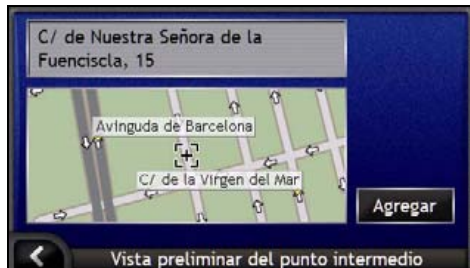 C/ de Nuestra Señora de la
Fuenciscla, 15
Avinguda de Barcelona
C/ de la Virgen del Mar
Agregar
Vista preliminar del punto intermedio